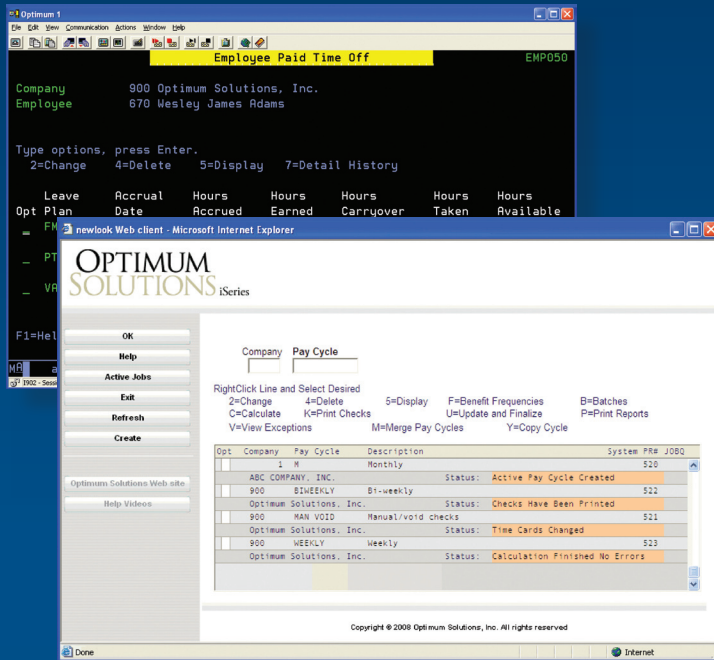 Optimum 1
File Edit View Communication Actions Window Help
Employee Paid Time Off EMP050
Company 900 Optimum Solutions, Inc.
Employee 670 Wesley James Adams
Type options, press Enter.
2=Change 4=Delete 5=Display 7=Detail History
Leave Accrual Hours Hours Hours Hours Hours
Opt Plan Date Accrued Earned Carryover Taken Available
FM
PT
VA
F1=Hel
MA a
1902 - Sessi
newlook Web client - Microsoft Internet Explorer
OPTIMUM
SOLUTIONS iSeries
OK
Help
Active Jobs
Exit
Refresh
Create
Optimum Solutions Web site
Help Videos
Company Pay Cycle
RightClick Line and Select Desired
2=Change 4=Delete 5=Display F=Benefit Frequencies B=Batches
C=Calculate K=Print Checks U=Update and Finalize P=Print Reports
V=View Exceptions M=Merge Pay Cycles Y=Copy Cycle
Opt Company Pay Cycle Description System PR# JOBQ
1 M Monthly 520
ABC COMPANY, INC. Status: Active Pay Cycle Created
900 BIWEEKLY Bi-weekly 522
Optimum Solutions, Inc. Status: Checks Have Been Printed
900 MAN VOID Manual/void checks 521
Optimum Solutions, Inc. Status: Time Cards Changed
900 WEEKLY Weekly 523
Optimum Solutions, Inc. Status: Calculation Finished No Errors
Copyright © 2008 Optimum Solutions, Inc. All rights reserved
Done Internet